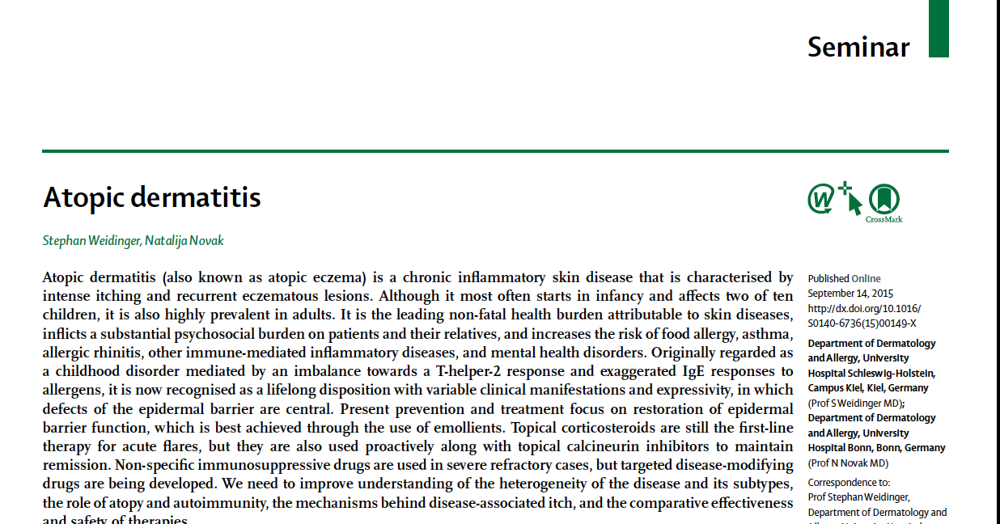 Seminar
Atopic dermatitis
Stephan Weidinger, Natalija Novak
W
CrossMark
Atopic dermatitis (also known as atopic eczema) is a chronic inflammatory skin disease that is characterised by
intense itching and recurrent eczematous lesions. Although it most often starts in infancy and affects two of ten
children, it is also highly prevalent in adults. It is the leading non-fatal health burden attributable to skin diseases,
inflicts a substantial psychosocial burden on patients and their relatives, and increases the risk of food allergy, asthma,
allergic rhinitis, other immune-mediated inflammatory diseases, and mental health disorders. Originally regarded as
a childhood disorder mediated by an imbalance towards a T-helper-2 response and exaggerated IgE responses to
allergens, it is now recognised as a lifelong disposition with variable clinical manifestations and expressivity, in which
defects of the epidermal barrier are central. Present prevention and treatment focus on restoration of epidermal
barrier function, which is best achieved through the use of emollients. Topical corticosteroids are still the first-line
therapy for acute flares, but they are also used proactively along with topical calcineurin inhibitors to maintain
remission. Non-specific immunosuppressive drugs are used in severe refractory cases, but targeted disease-modifying
drugs are being developed. We need to improve understanding of the heterogeneity of the disease and its subtypes,
the role of atopy and autoimmunity, the mechanisms behind disease-associated itch, and the comparative effectiveness
and safety of therapies.
Published Online
September 14, 2015
http://dx.doi.org/10.1016/
S0140-6736(15)00149-X
Department of Dermatology
and Allergy, University
Hospital Schleswig-Holstein,
Campus Kiel, Kiel, Germany
(Prof S Weidinger MD);
Department of Dermatology
and Allergy, University
Hospital Bonn, Bonn, Germany
(Prof N Novak MD)
Correspondence to:
Prof Stephan Weidinger,
Department of Dermatology and